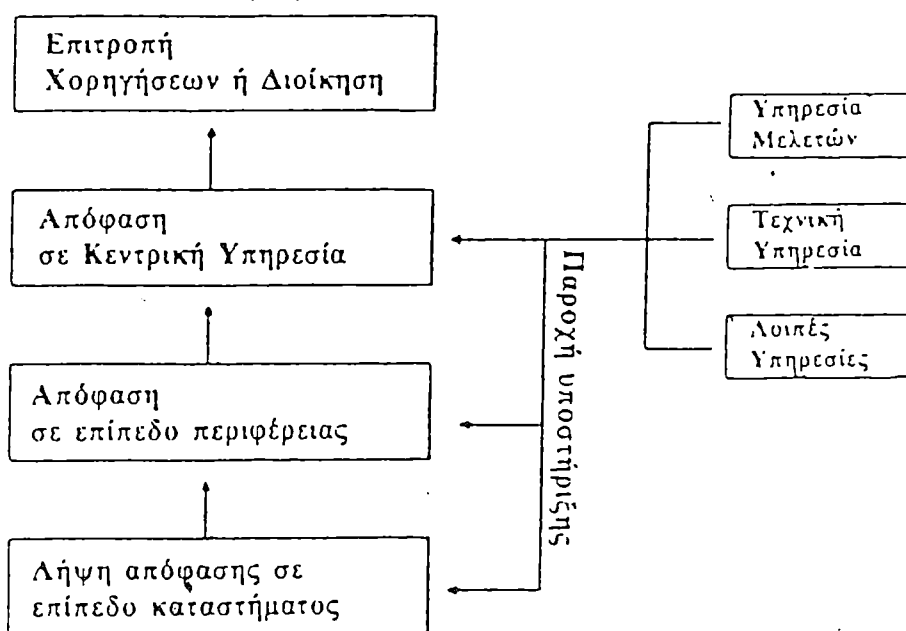 Επιτροπή
Χορηγήσεων ή Διοίκηση
Απόφαση
σε Κεντρική Υπηρεσία
Απόφαση
σε επίπεδο περιφέρειας
Λήψη απόφασης σε
επίπεδο καταστήματος
Παροχή υποστήριξης
Υπηρεσία
Μελετών
Τεχνική
Υπηρεσία
Λοιπές
Υπηρεσίες